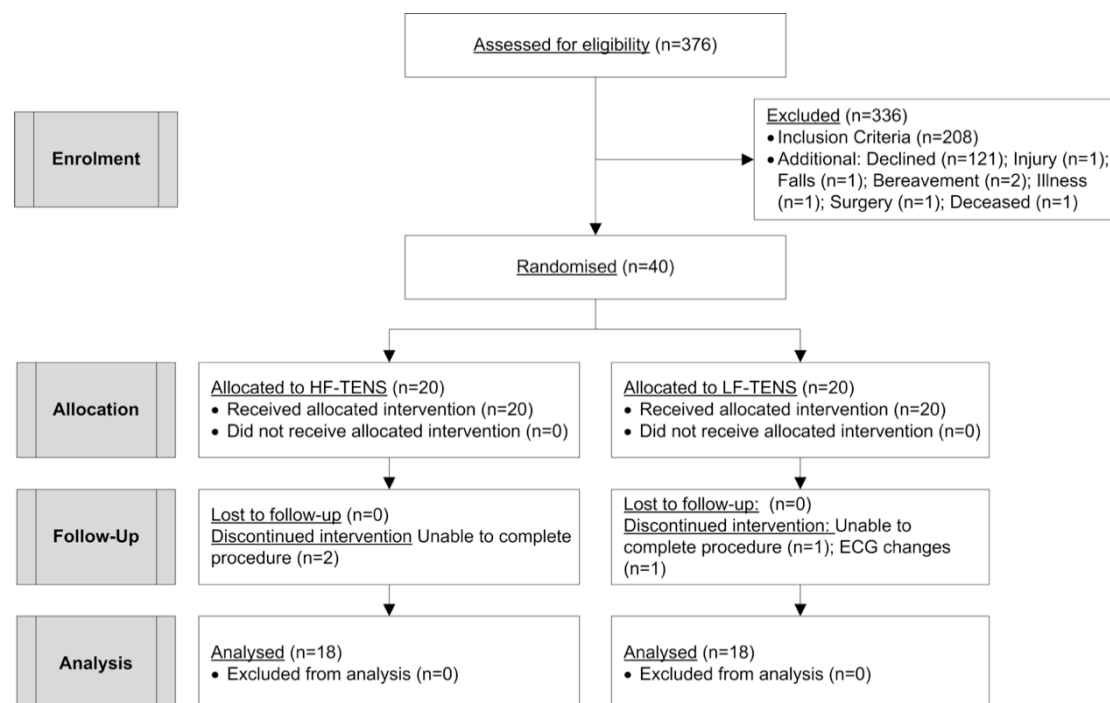 Assessed for eligibility (n=376)
Enrolment
Excluded (n=336)
• Inclusion Criteria (n=208)
• Additional: Declined (n=121); Injury (n=1);
Falls (n=1); Bereavement (n=2); Illness
(n=1); Surgery (n=1); Deceased (n=1)
Randomised (n=40)
Allocation
Allocated to HF-TENS (n=20)
• Received allocated intervention (n=20)
• Did not receive allocated intervention (n=0)
Allocated to LF-TENS (n=20)
• Received allocated intervention (n=20)
• Did not receive allocated intervention (n=0)
Follow-Up
Lost to follow-up (n=0)
Discontinued intervention Unable to complete
procedure (n=2)
Lost to follow-up: (n=0)
Discontinued intervention: Unable to
complete procedure (n=1); ECG changes
(n=1)
Analysis
Analysed (n=18)
• Excluded from analysis (n=0)
Analysed (n=18)
• Excluded from analysis (n=0)